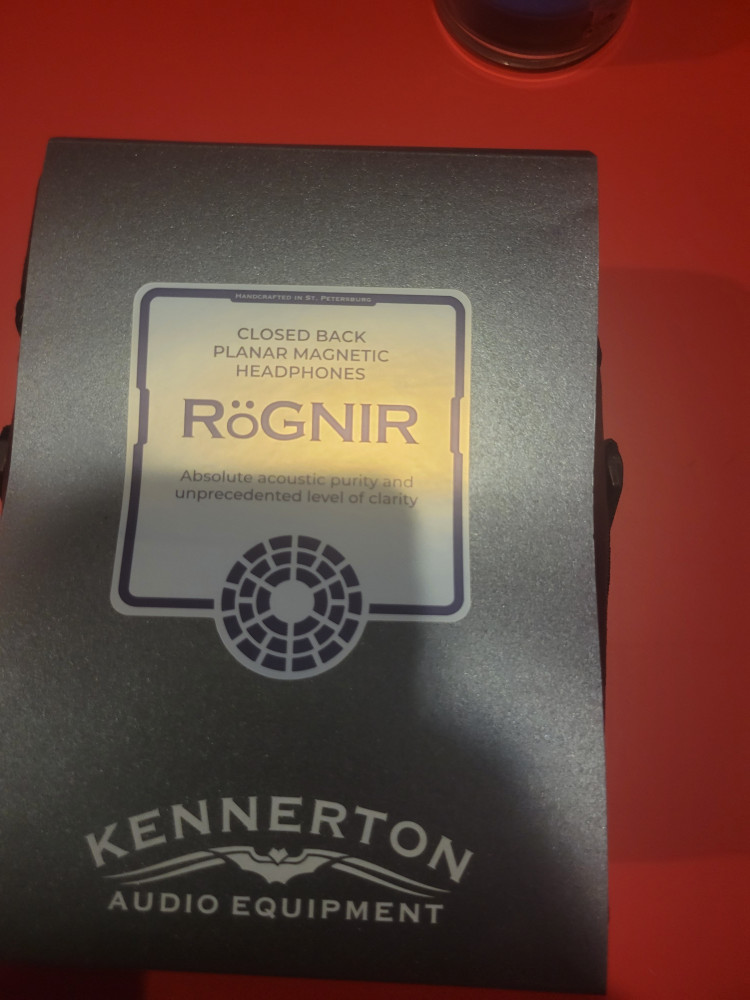 HANDCRAFTED IN ST. PETERSBURG
CLOSED BACK
PLANAR MAGNETIC
HEADPHONES
RöGNIR
Absolute acoustic purity and
unprecedented level of clarity
KENNERTON
AUDIO EQUIPMENT